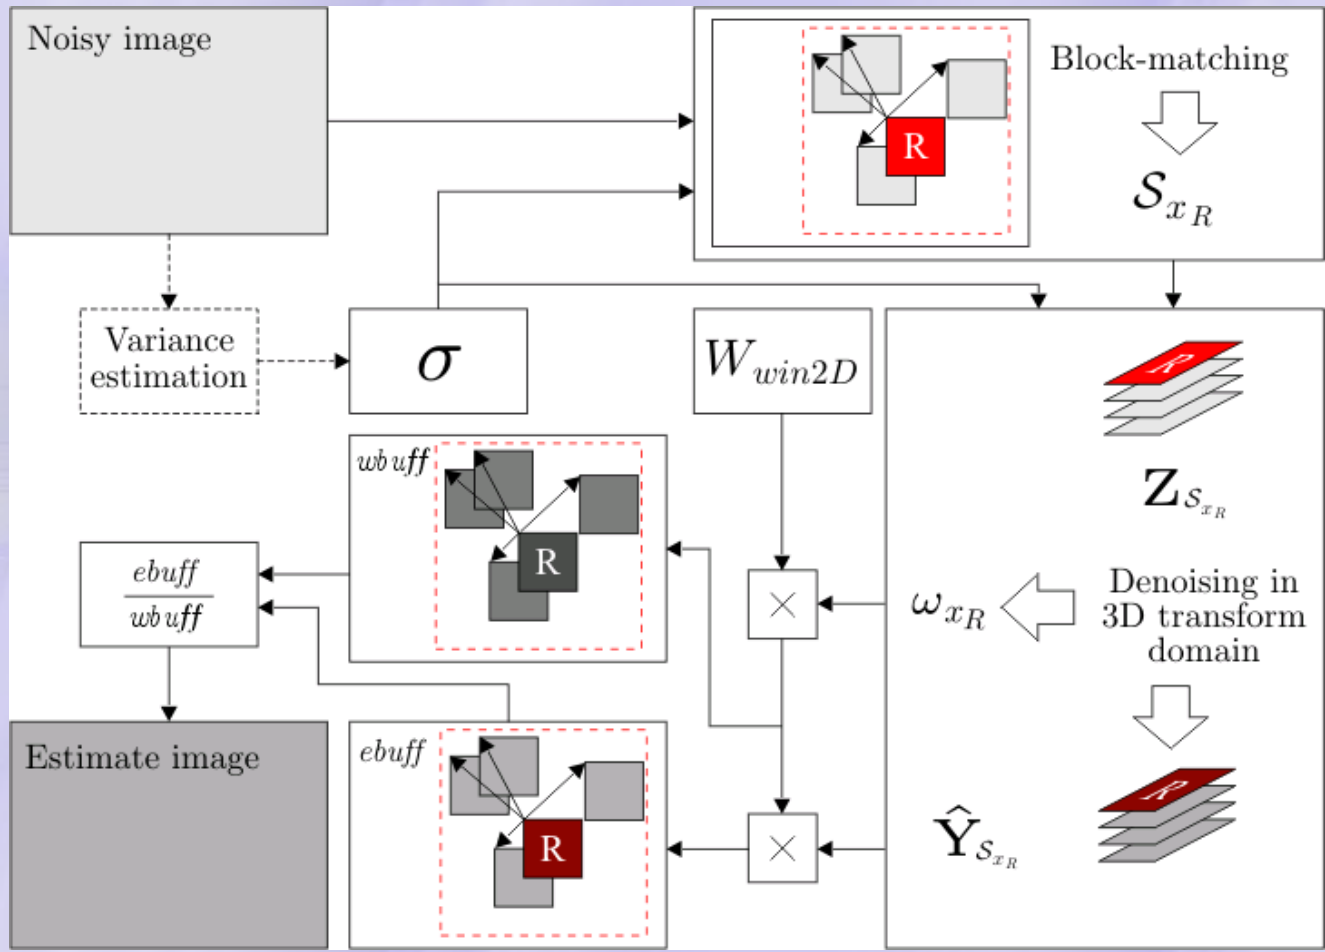 Noisy image
R
Block-matching
𝒮_{x_R}
Variance
estimation
σ
W_{win2D}
R
Z_{𝒮_{x_R}}
wbuff
R
ebuff
wbuff
×
ω_{x_R}
Denoising in
3D transform
domain
Estimate image
ebuff
R
×
Ŷ_{𝒮_{x_R}}
R